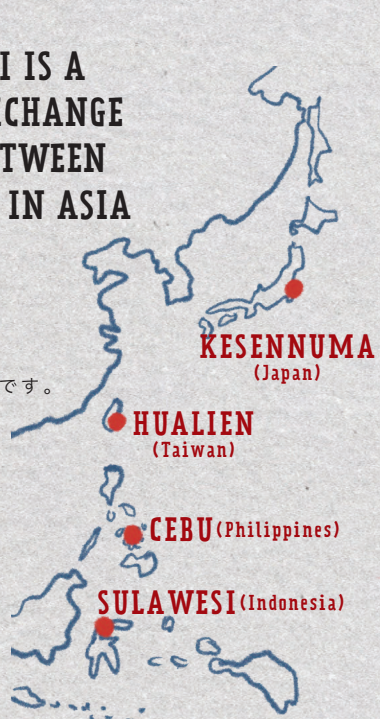 I IS A
CHANGE
TWEEN
IN ASIA
KESENNUMA
(Japan)
です。
HUALIEN
(Taiwan)
CEBU(Philippines)
SULAWESI(Indonesia)